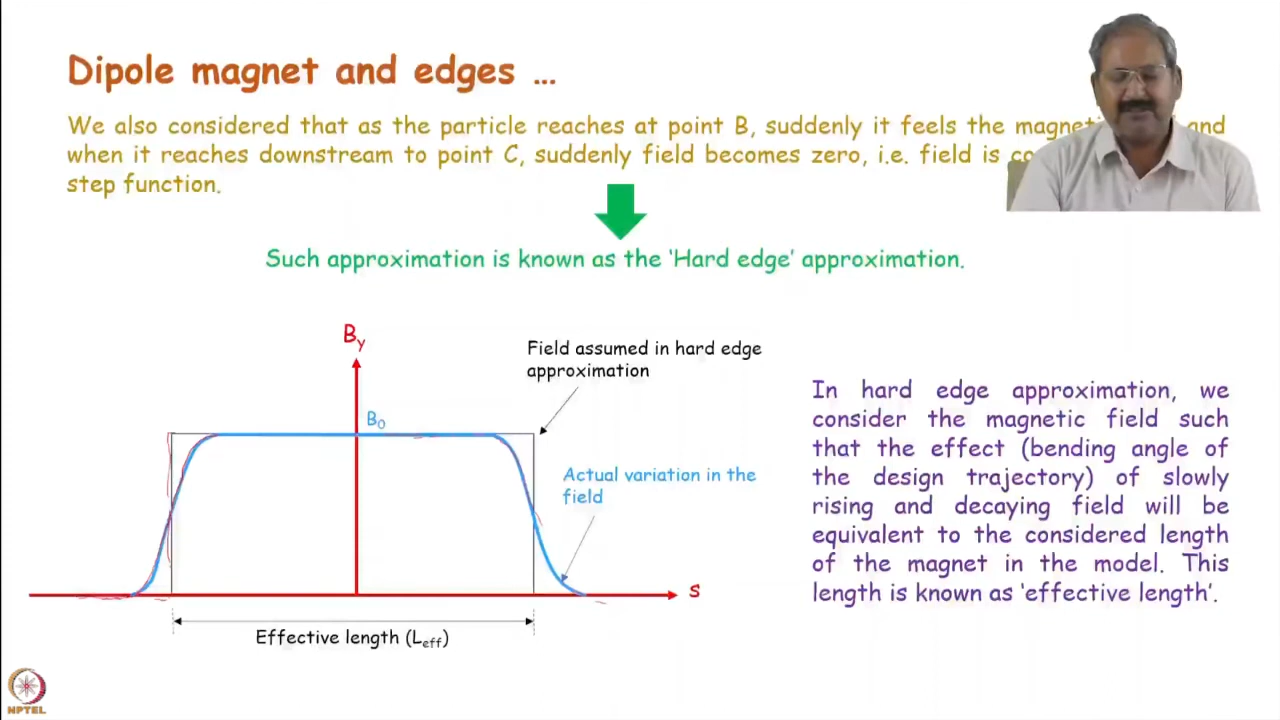 Dipole magnet and edges ...
We also considered that as the particle reaches at point B, suddenly it feels the and
when it reaches downstream to point C, suddenly field becomes zero, i.e. field is
step function.
Such approximation is known as the 'Hard edge' approximation.
By
Field assumed in hard edge
approximation
B0
Actual variation in the
field
s
Effective length (Leff)
In hard edge approximation, we
consider the magnetic field such
that the effect (bending angle of
the design trajectory) of slowly
rising and decaying field will be
equivalent to the considered length
of the magnet in the model. This
length is known as 'effective length'.
NPTEL